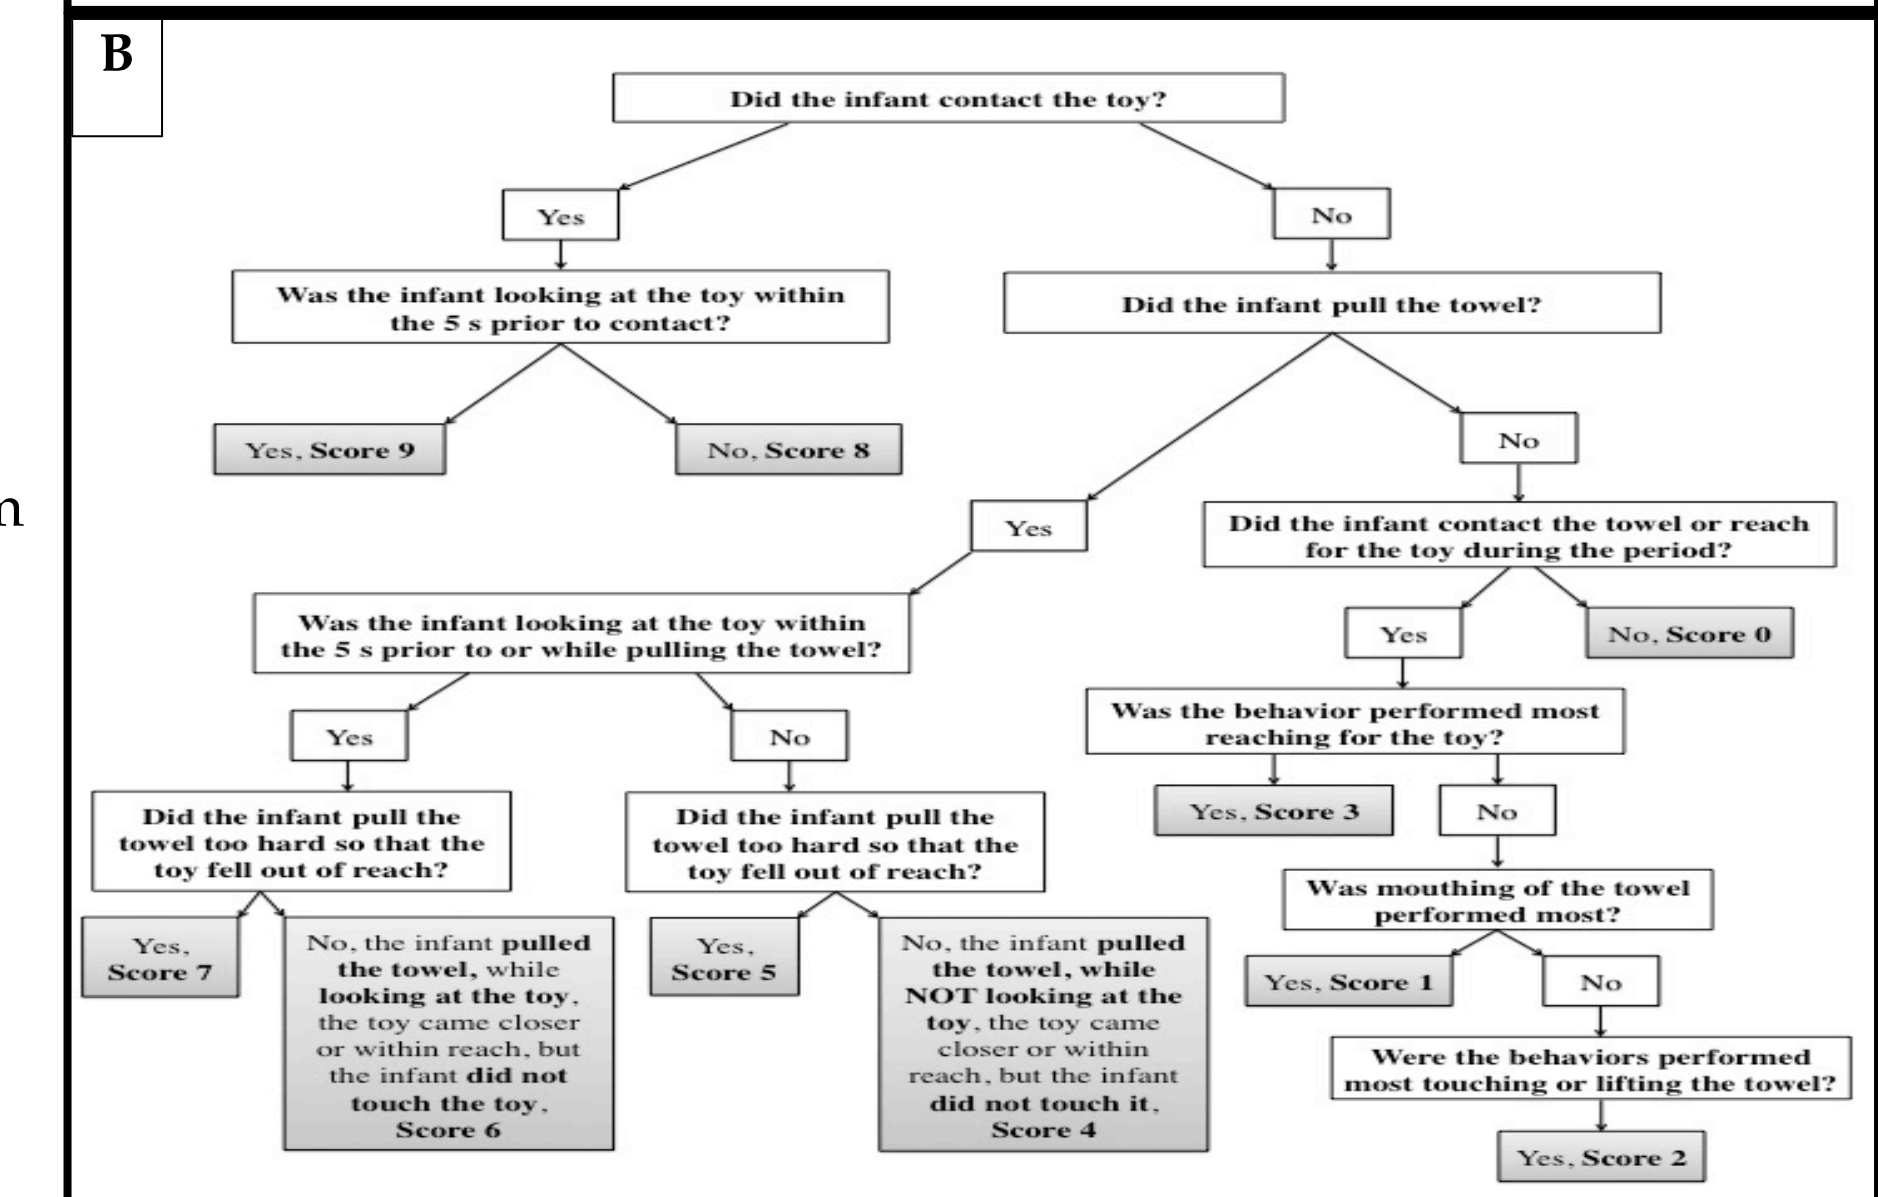 B
Did the infant contact the toy?
Yes
No
Was the infant looking at the toy within
the 5 s prior to contact?
Did the infant pull the towel?
Yes, Score 9
No, Score 8
No
n
Yes
Did the infant contact the towel or reach
for the toy during the period?
Was the infant looking at the toy within
the 5 s prior to or while pulling the towel?
Yes
No, Score 0
Yes
No
Was the behavior performed most
reaching for the toy?
Did the infant pull the
towel too hard so that the
toy fell out of reach?
Did the infant pull the
towel too hard so that the
toy fell out of reach?
Yes, Score 3
No
Was mouthing of the towel
performed most?
Yes,
Score 7
No, the infant pulled
the towel, while
looking at the toy,
the toy came closer
or within reach, but
the infant did not
touch the toy,
Score 6
Yes,
Score 5
No, the infant pulled
the towel, while
NOT looking at the
toy, the toy came
closer or within
reach, but the infant
did not touch it,
Score 4
Yes, Score 1
No
Were the behaviors performed
most touching or lifting the towel?
Yes, Score 2